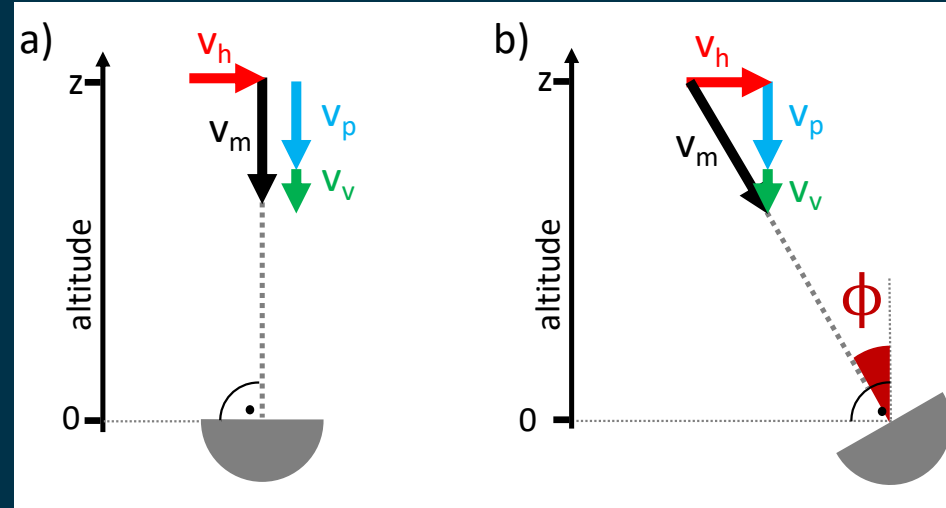 a)
z
v_h
v_m
v_p
v_v
altitude
0
b)
z
v_h
v_m
v_p
v_v
altitude
ϕ
0